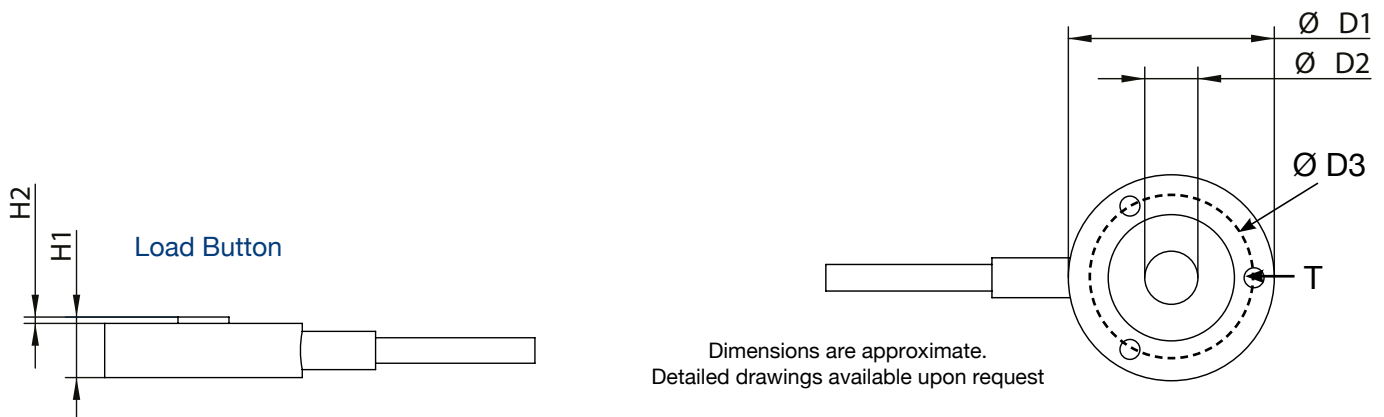 H2
H1
Load Button
Ø D1
Ø D2
Ø D3
T
Dimensions are approximate.
Detailed drawings available upon request